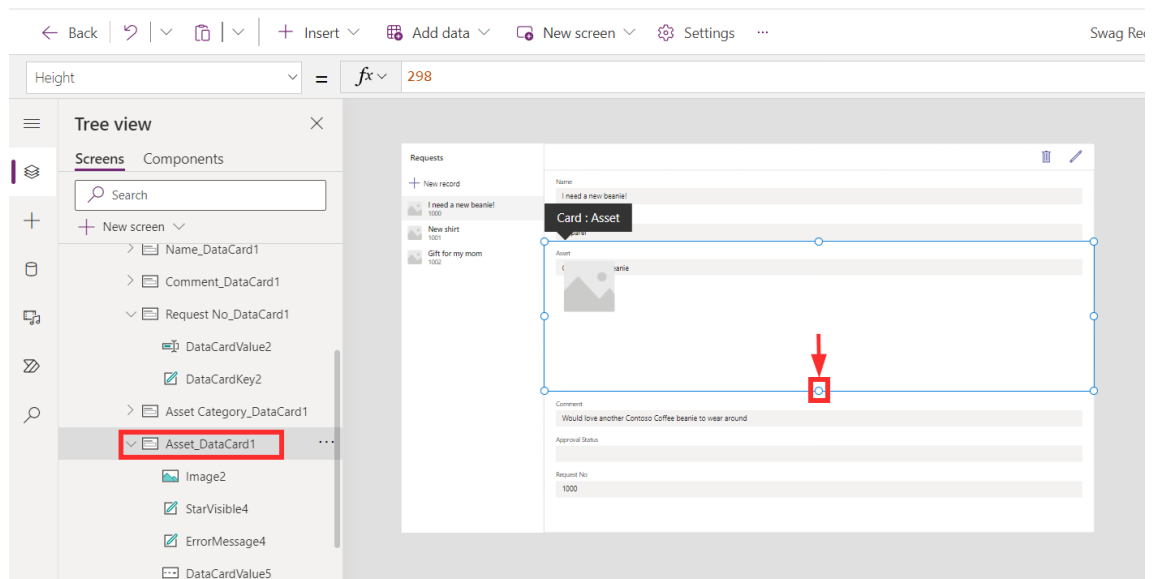 Back Insert Add data New screen Settings ... Swag Re
Height = fx 298
Tree view
Screens Components
Search
New screen
Name_DataCard1
Comment_DataCard1
Request No_DataCard1
DataCardValue2
DataCardKey2
Asset Category_DataCard1
Asset_DataCard1 ...
Image2
StarVisible4
ErrorMessage4
DataCardValue5
Requests
New record
I need a new beanie!
1000
New shirt
1001
Gift for my mom
1002
Name
I need a new beanie!
Card : Asset
Asset
Comment
Would love another Contoso Coffee beanie to wear around
Approval Status
Request No
1000